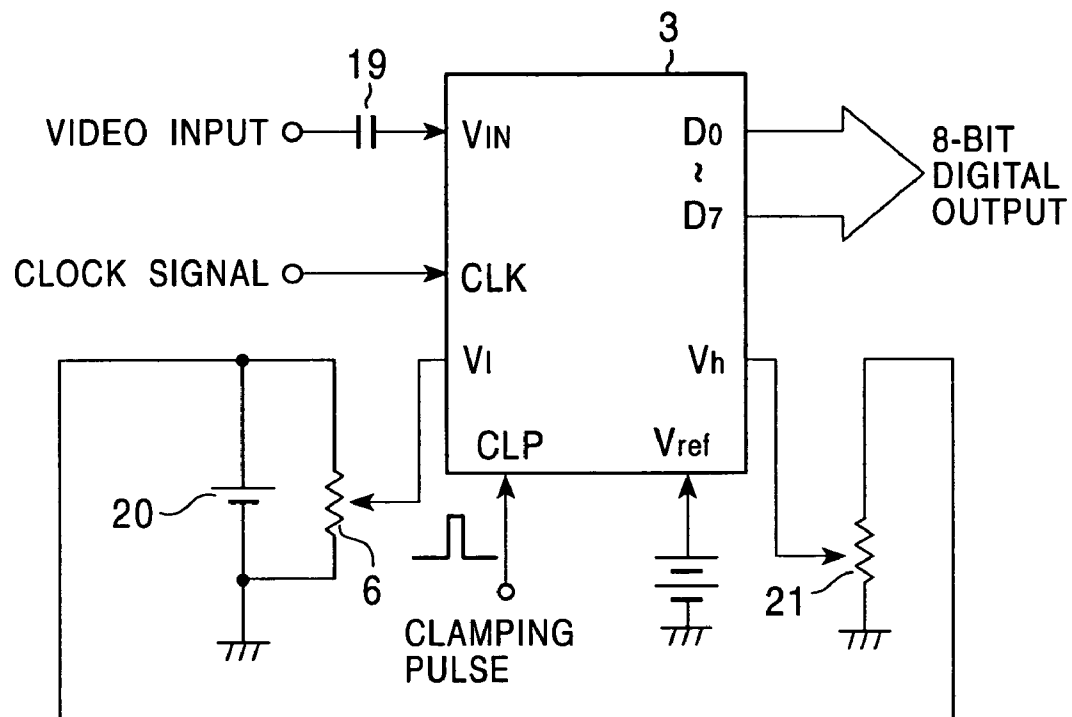 3
19
VIDEO INPUT
VIN
D0
~
D7
8-BIT
DIGITAL
OUTPUT
CLOCK SIGNAL
CLK
Vl
Vh
CLP
Vref
20
6
21
CLAMPING
PULSE